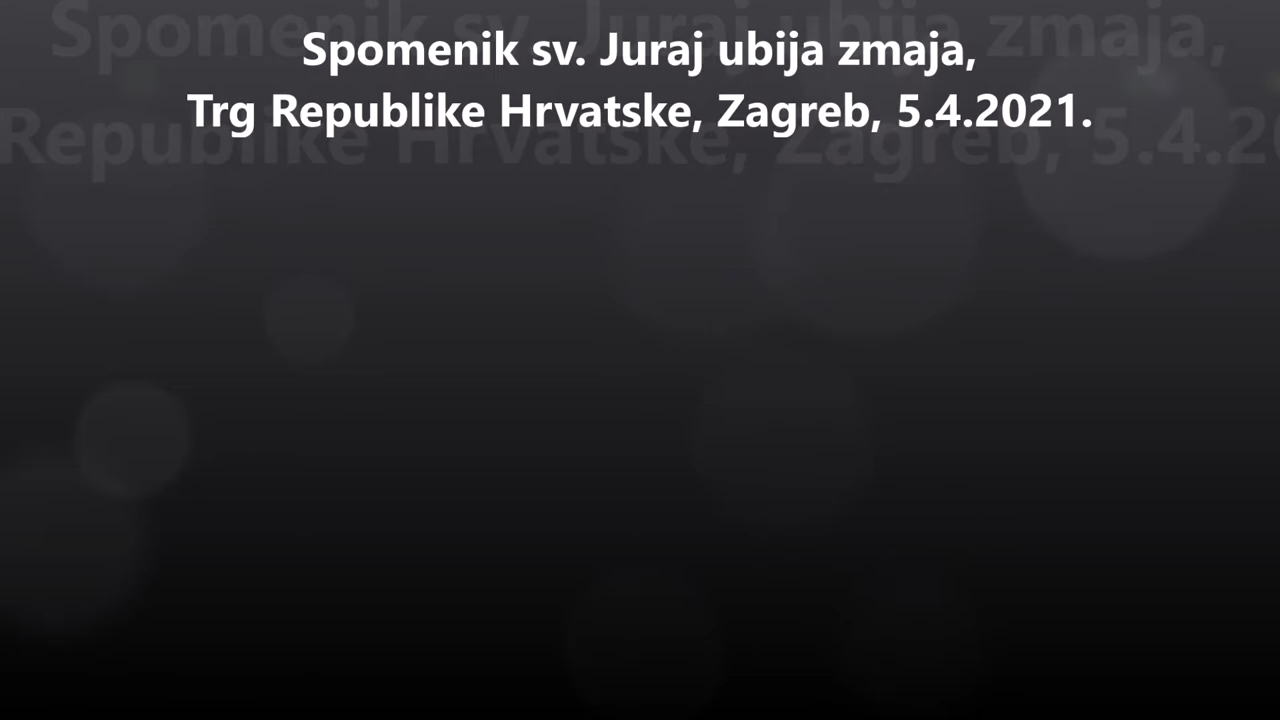 Spomenik sv. Juraj ubija zmaja,
Trg Republike Hrvatske, Zagreb, 5.4.2021.